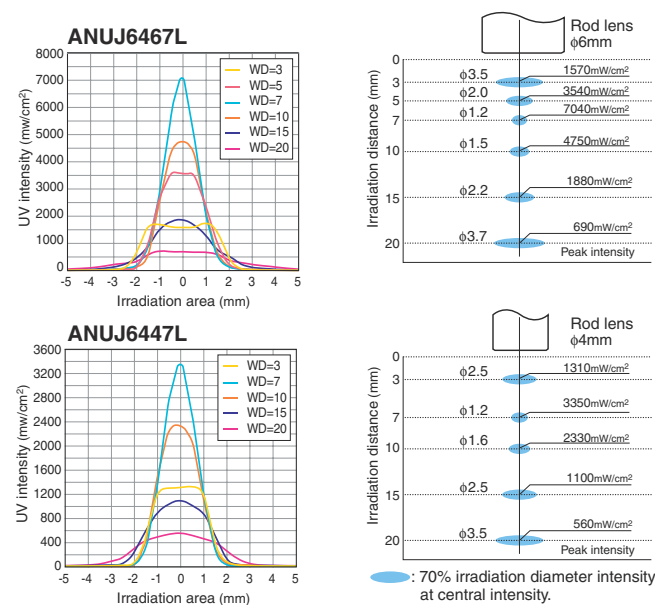 ANUJ6467L
UV intensity (mw/cm²)
8000
7000
6000
5000
4000
3000
2000
1000
0
-5 -4 -3 -2 -1 0 1 2 3 4 5
Irradiation area (mm)
WD=3
WD=5
WD=7
WD=10
WD=15
WD=20
Rod lens
φ6mm
Irradiation distance (mm)
0
3
5
7
10
15
20
φ3.5 1570mW/cm²
φ2.0 3540mW/cm²
φ1.2 7040mW/cm²
φ1.5 4750mW/cm²
φ2.2 1880mW/cm²
φ3.7 690mW/cm²
Peak intensity
ANUJ6447L
UV intensity (mw/cm²)
3600
3200
2800
2400
2000
1600
1200
800
400
0
-5 -4 -3 -2 -1 0 1 2 3 4 5
Irradiation area (mm)
WD=3
WD=7
WD=10
WD=15
WD=20
Rod lens
φ4mm
Irradiation distance (mm)
0
3
7
10
15
20
φ2.5 1310mW/cm²
φ1.2 3350mW/cm²
φ1.6 2330mW/cm²
φ2.5 1100mW/cm²
φ3.5 560mW/cm²
Peak intensity
: 70% irradiation diameter intensity
at central intensity.